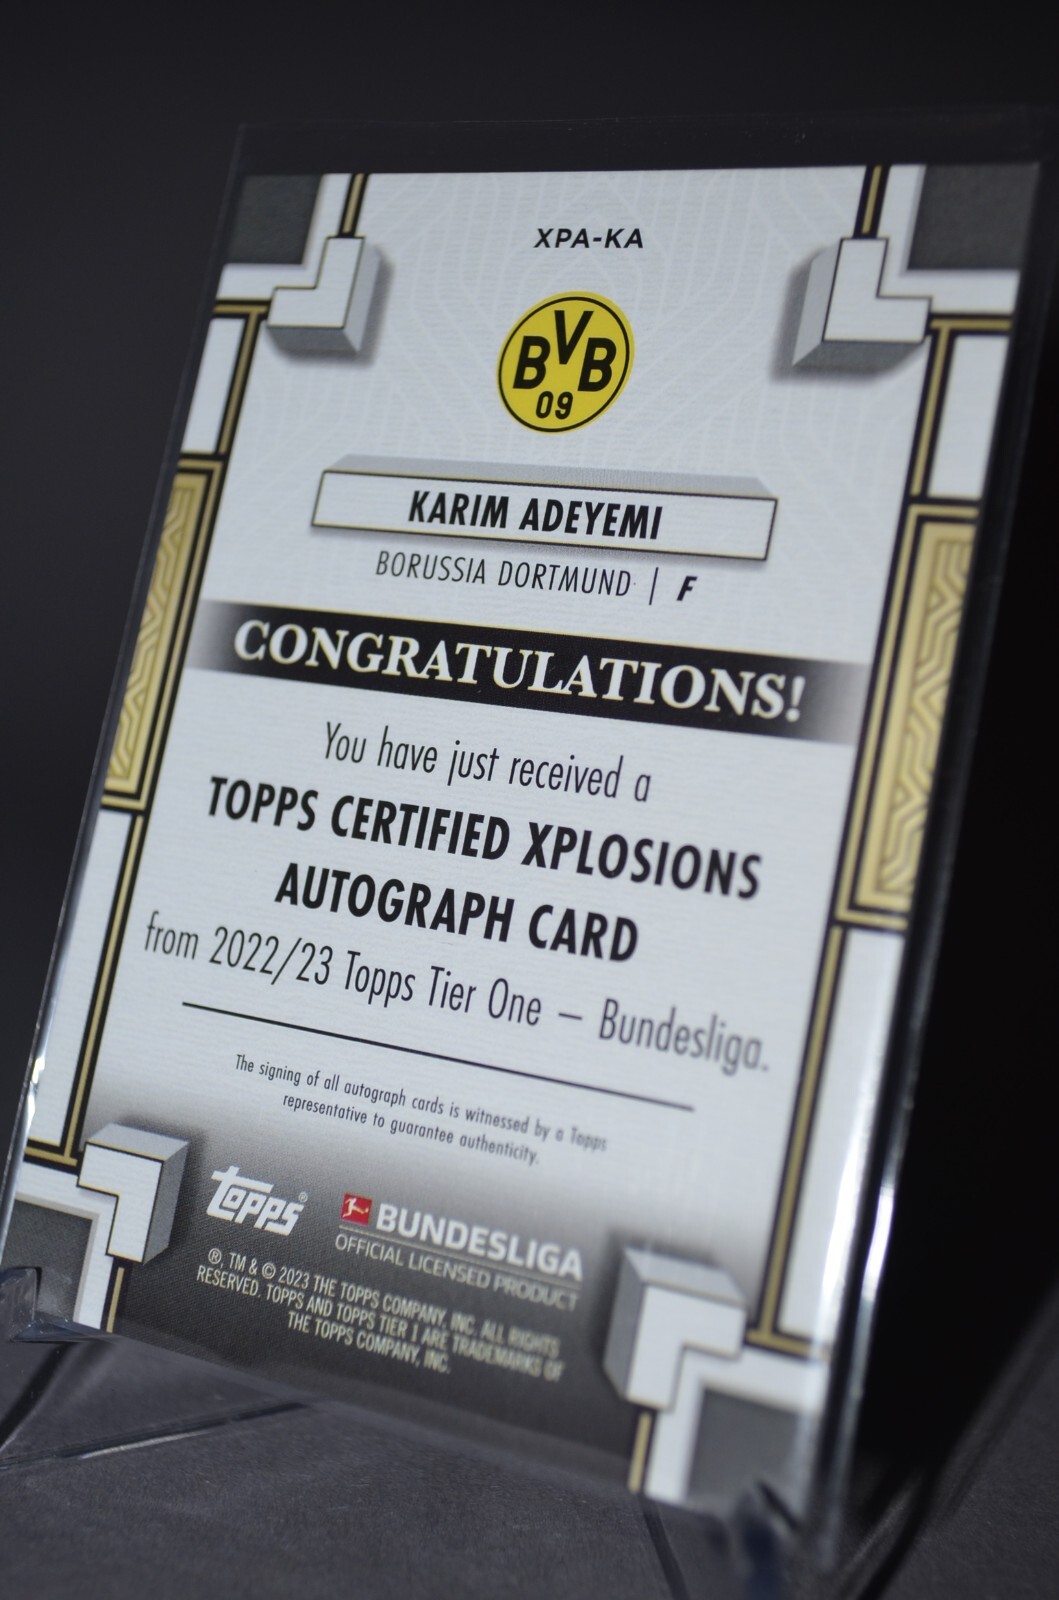 XPA-KA
BVB
09
KARIM ADEYEMI
BORUSSIA DORTMUND | F
CONGRATULATIONS!
You have just received a
TOPPS CERTIFIED XPLOSIONS
AUTOGRAPH CARD
from 2022/23 Topps Tier One – Bundesliga.
The signing of all autograph cards is witnessed by a Topps
representative to guarantee authenticity.
topps®
BUNDESLIGA
OFFICIAL LICENSED PRODUCT
®, TM & © 2023 THE TOPPS COMPANY, INC. ALL RIGHTS
RESERVED. TOPPS AND TOPPS TIER 1 ARE TRADEMARKS OF
THE TOPPS COMPANY, INC.